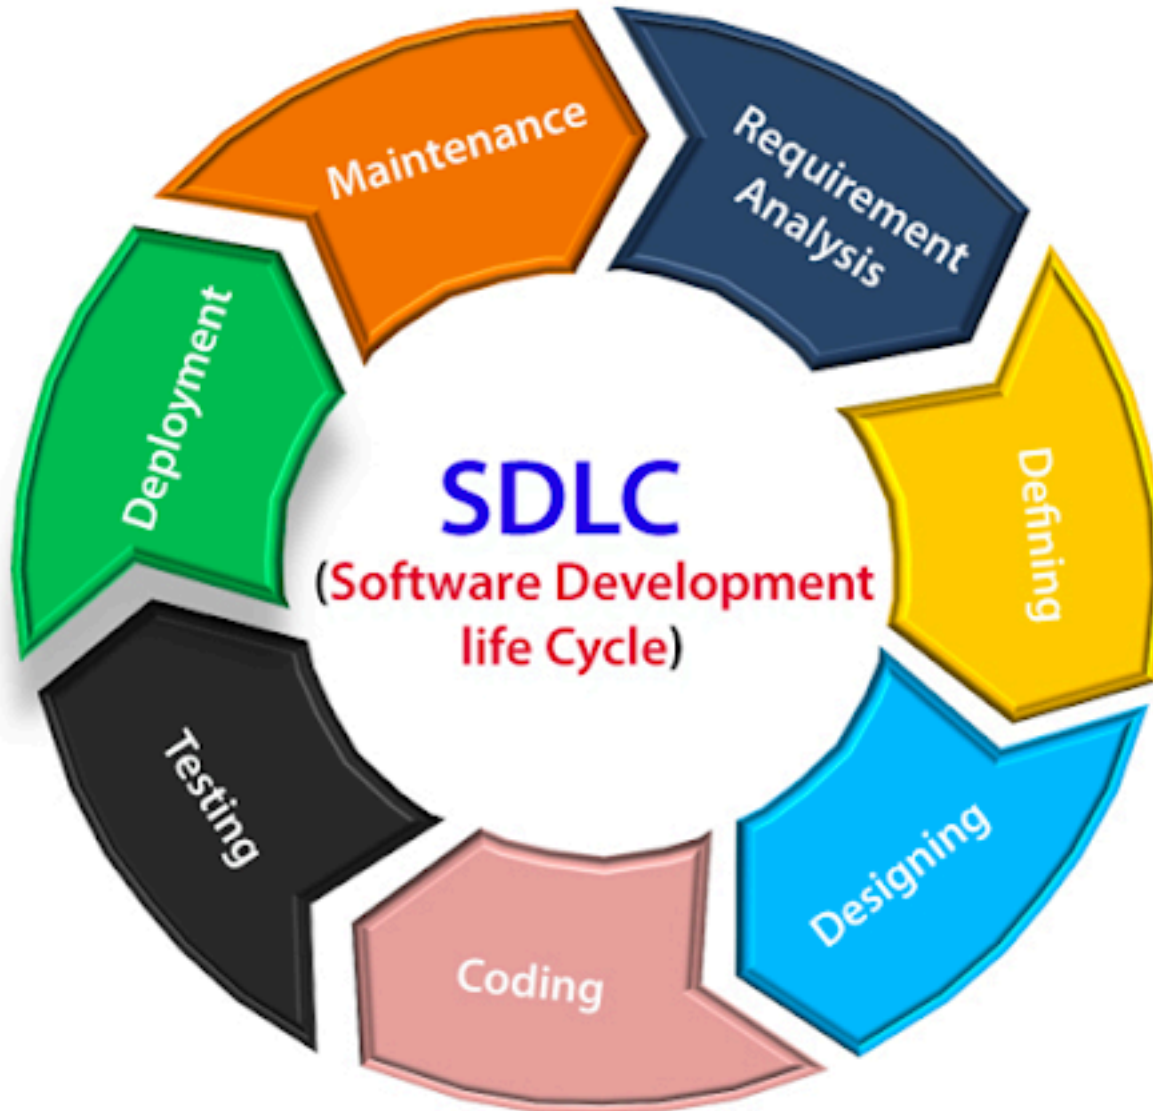 SDLC
(Software Development
life Cycle)
Requirement
Analysis
Defining
Designing
Coding
Testing
Deployment
Maintenance